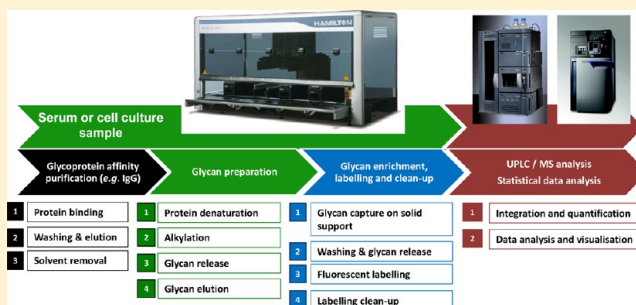 HAMILTON
Serum or cell culture
sample
Glycoprotein affinity
purification (e.g. IgG)
Glycan preparation
Glycan enrichment,
labelling and clean-up
UPLC / MS analysis
Statistical data analysis
1 Protein binding
2 Washing & elution
3 Solvent removal
1 Protein denaturation
2 Alkylation
3 Glycan release
4 Glycan elution
1 Glycan capture on solid
support
2 Washing & glycan release
3 Fluorescent labelling
4 Labelling clean-up
1 Integration and quantification
2 Data analysis and visualisation